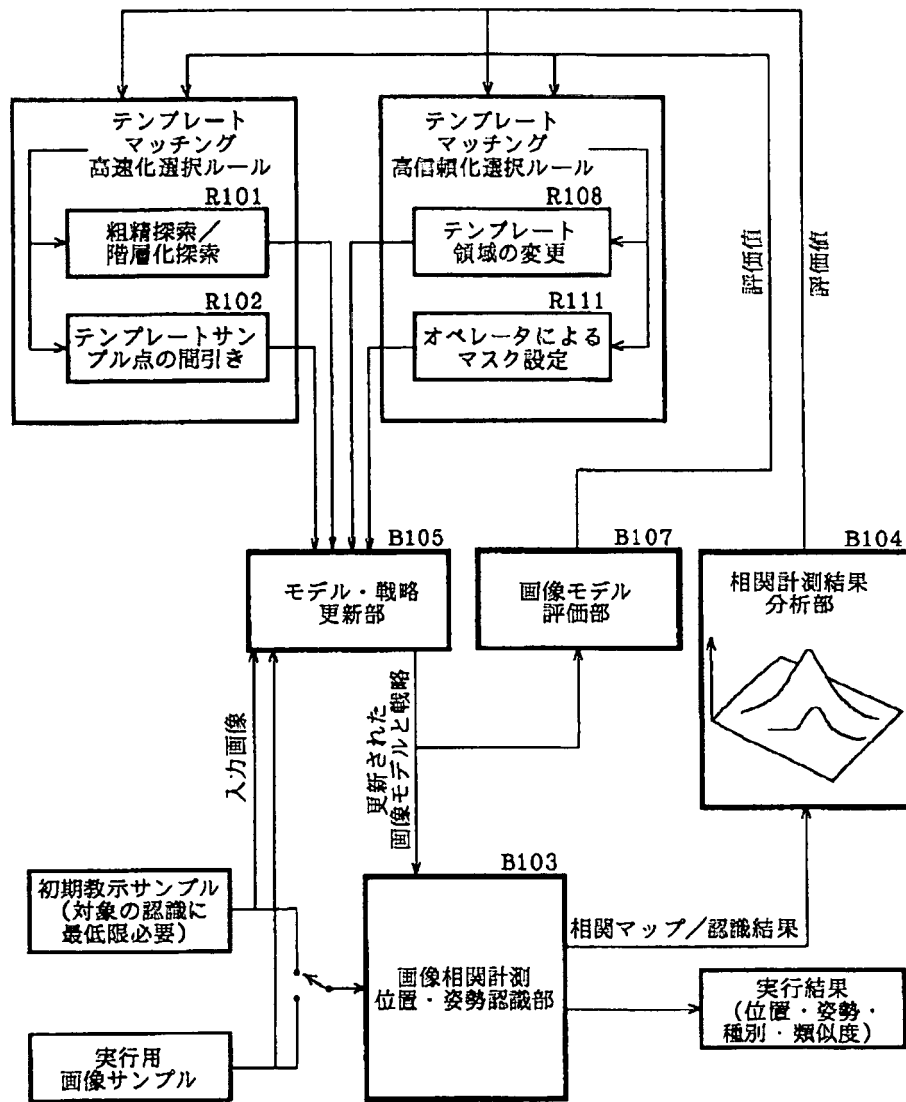 テンプレート
マッチング
高速化選択ルール
R101
粗精探索／
階層化探索
R102
テンプレートサン
プル点の間引き
テンプレート
マッチング
高信頼化選択ルール
R108
テンプレート
領域の変更
R111
オペレータによる
マスク設定
評価値
評価値
B105
モデル・戦略
更新部
B107
画像モデル
評価部
B104
相関計測結果
分析部
入力画像
更新された
画像モデルと戦略
初期教示サンプル
（対象の認識に
最低限必要）
実行用
画像サンプル
B103
画像相関計測
位置・姿勢認識部
相関マップ／認識結果
実行結果
（位置・姿勢・
種別・類似度）